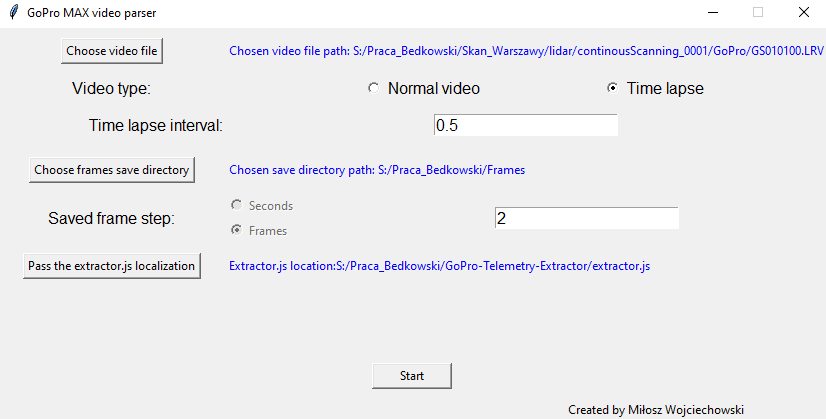 GoPro MAX video parser
Choose video file
Chosen video file path: S:/Praca_Bedkowski/Skan_Warszawy/lidar/continousScanning_0001/GoPro/GS010100.LRV
Video type:
Normal video
Time lapse
Time lapse interval:
0.5
Choose frames save directory
Chosen save directory path: S:/Praca_Bedkowski/Frames
Saved frame step:
Seconds
Frames
2
Pass the extractor.js localization
Extractor.js location:S:/Praca_Bedkowski/GoPro-Telemetry-Extractor/extractor.js
Start
Created by Miłosz Wojciechowski